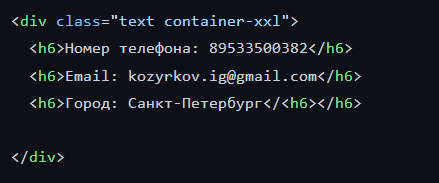 <div class="text container-xxl">
<h6>Номер телефона: 89533500382</h6>
<h6>Email: kozyrkov.ig@gmail.com</h6>
<h6>Город: Санкт-Петербург</<h6></h6>
</div>